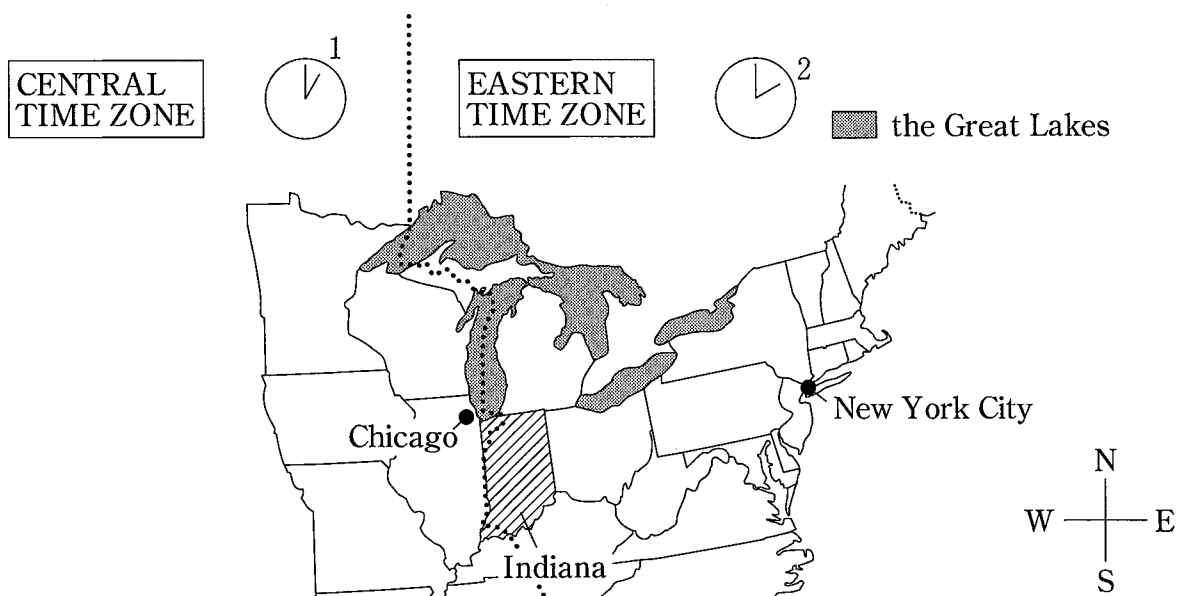 1
2
CENTRAL
TIME ZONE
EASTERN
TIME ZONE
the Great Lakes
New York City
Chicago
N
W
E
S
Indiana